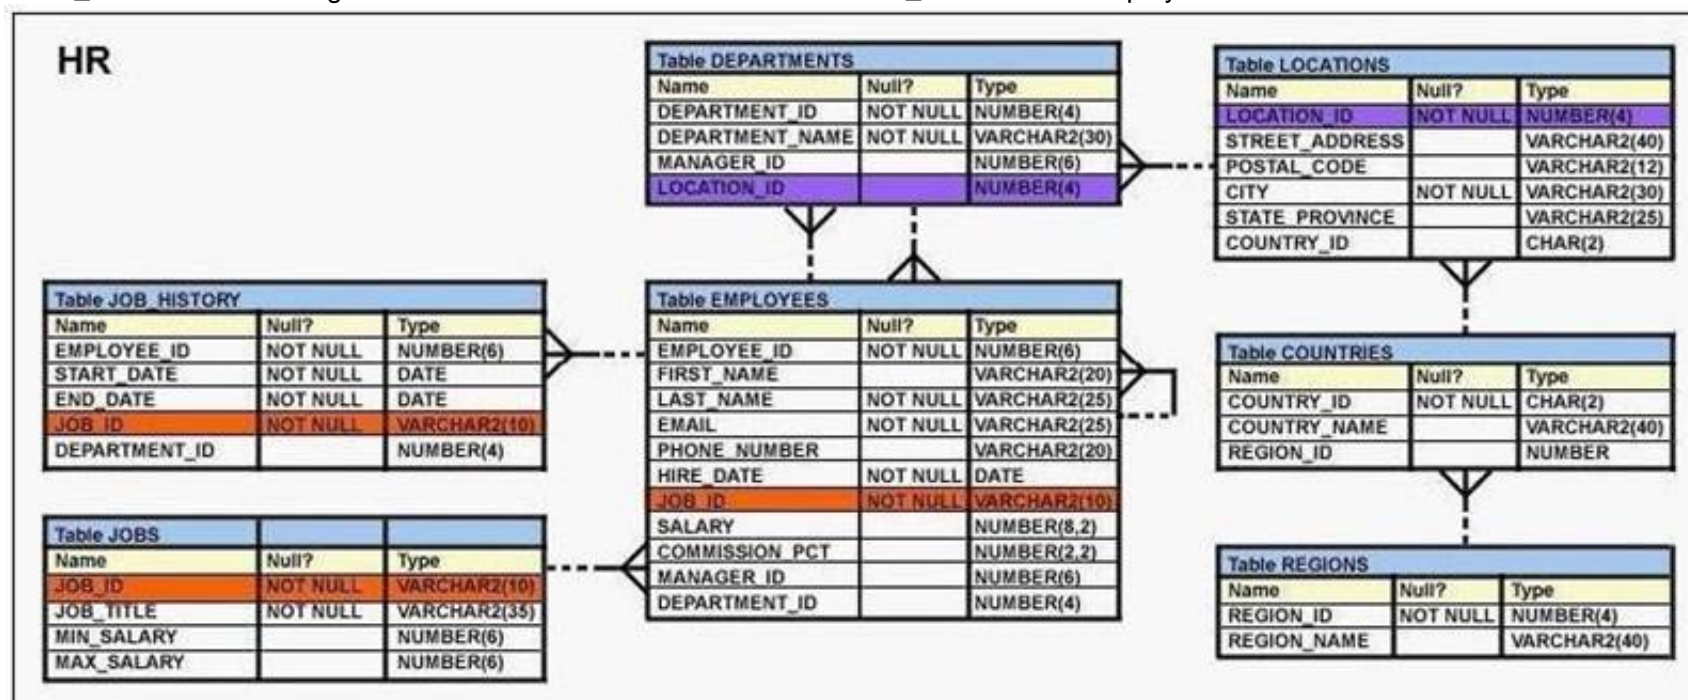 HR
Table DEPARTMENTS
Name Null? Type
DEPARTMENT_ID NOT NULL NUMBER(4)
DEPARTMENT_NAME NOT NULL VARCHAR2(30)
MANAGER_ID NUMBER(6)
LOCATION_ID NUMBER(4)
Table LOCATIONS
Name Null? Type
LOCATION_ID NOT NULL NUMBER(4)
STREET_ADDRESS VARCHAR2(40)
POSTAL_CODE VARCHAR2(12)
CITY NOT NULL VARCHAR2(30)
STATE_PROVINCE VARCHAR2(25)
COUNTRY_ID CHAR(2)
Table JOB_HISTORY
Name Null? Type
EMPLOYEE_ID NOT NULL NUMBER(6)
START_DATE NOT NULL DATE
END_DATE NOT NULL DATE
JOB_ID NOT NULL VARCHAR2(10)
DEPARTMENT_ID NUMBER(4)
Table EMPLOYEES
Name Null? Type
EMPLOYEE_ID NOT NULL NUMBER(6)
FIRST_NAME VARCHAR2(20)
LAST_NAME NOT NULL VARCHAR2(25)
EMAIL NOT NULL VARCHAR2(25)
PHONE_NUMBER VARCHAR2(20)
HIRE_DATE NOT NULL DATE
JOB_ID NOT NULL VARCHAR2(10)
SALARY NUMBER(8,2)
COMMISSION_PCT NUMBER(2,2)
MANAGER_ID NUMBER(6)
DEPARTMENT_ID NUMBER(4)
Table COUNTRIES
Name Null? Type
COUNTRY_ID NOT NULL CHAR(2)
COUNTRY_NAME VARCHAR2(40)
REGION_ID NUMBER
Table JOBS
Name Null? Type
JOB_ID NOT NULL VARCHAR2(10)
JOB_TITLE NOT NULL VARCHAR2(35)
MIN_SALARY NUMBER(6)
MAX_SALARY NUMBER(6)
Table REGIONS
Name Null? Type
REGION_ID NOT NULL NUMBER(4)
REGION_NAME VARCHAR2(40)